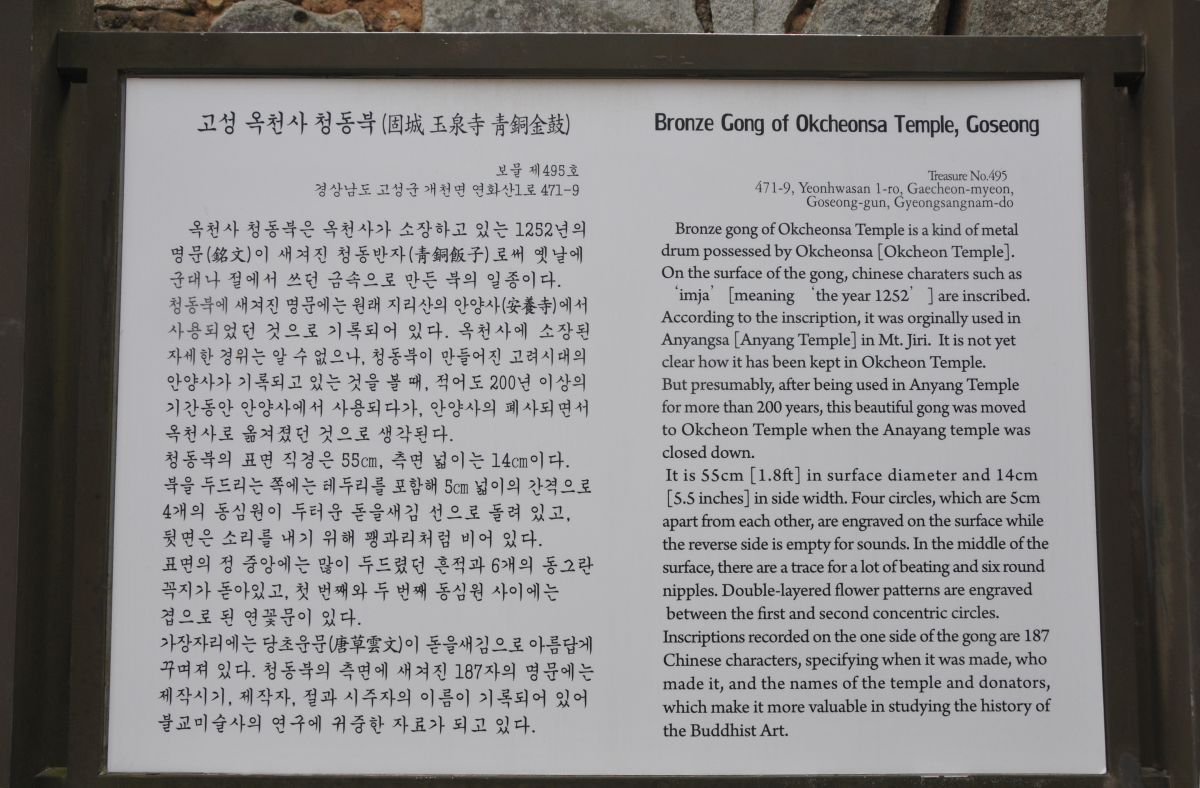 고성 옥천사 청동북(固城 玉泉寺 靑銅金鼓)
보물 제495호
경상남도 고성군 개천면 연화산1로 471-9
옥천사 청동북은 옥천사가 소장하고 있는 1252년의
명문(銘文)이 새겨진 청동반자(靑銅飯子)로써 옛날에
군대나 절에서 쓰던 금속으로 만든 북의 일종이다.
청동북에 새겨진 명문에는 원래 지리산의 안양사(安養寺)에서
사용되었던 것으로 기록되어 있다. 옥천사에 소장된
자세한 경위는 알 수 없으나, 청동북이 만들어진 고려시대의
안양사가 기록되고 있는 것을 볼 때, 적어도 200년 이상의
기간동안 안양사에서 사용되다가, 안양사의 폐사되면서
옥천사로 옮겨졌던 것으로 생각된다.
청동북의 표면 직경은 55㎝, 측면 넓이는 14㎝이다.
북을 두드리는 쪽에는 테두리를 포함해 5㎝ 넓이의 간격으로
4개의 동심원이 두터운 돋을새김 선으로 돌려 있고,
뒷면은 소리를 내기 위해 꽹과리처럼 비어 있다.
표면의 정 중앙에는 많이 두드렸던 흔적과 6개의 동그란
꼭지가 돋아있고, 첫 번째와 두 번째 동심원 사이에는
겹으로 된 연꽃문이 있다.
가장자리에는 당초운문(唐草雲文)이 돋을새김으로 아름답게
꾸며져 있다. 청동북의 측면에 새겨진 187자의 명문에는
제작시기, 제작자, 절과 시주자의 이름이 기록되어 있어
불교미술사의 연구에 귀중한 자료가 되고 있다.
Bronze Gong of Okcheonsa Temple, Goseong
Treasure No.495
471-9, Yeonhwasan 1-ro, Gaecheon-myeon,
Goseong-gun, Gyeongsangnam-do
Bronze gong of Okcheonsa Temple is a kind of metal
drum possessed by Okcheonsa [Okcheon Temple].
On the surface of the gong, chinese charaters such as
‘imja’ [meaning ‘the year 1252’ ] are inscribed.
According to the inscription, it was orginally used in
Anyangsa [Anyang Temple] in Mt. Jiri. It is not yet
clear how it has been kept in Okcheon Temple.
But presumably, after being used in Anyang Temple
for more than 200 years, this beautiful gong was moved
to Okcheon Temple when the Anayang temple was
closed down.
It is 55cm [1.8ft] in surface diameter and 14cm
[5.5 inches] in side width. Four circles, which are 5cm
apart from each other, are engraved on the surface while
the reverse side is empty for sounds. In the middle of the
surface, there are a trace for a lot of beating and six round
nipples. Double-layered flower patterns are engraved
between the first and second concentric circles.
Inscriptions recorded on the one side of the gong are 187
Chinese characters, specifying when it was made, who
made it, and the names of the temple and donators,
which make it more valuable in studying the history of
the Buddhist Art.